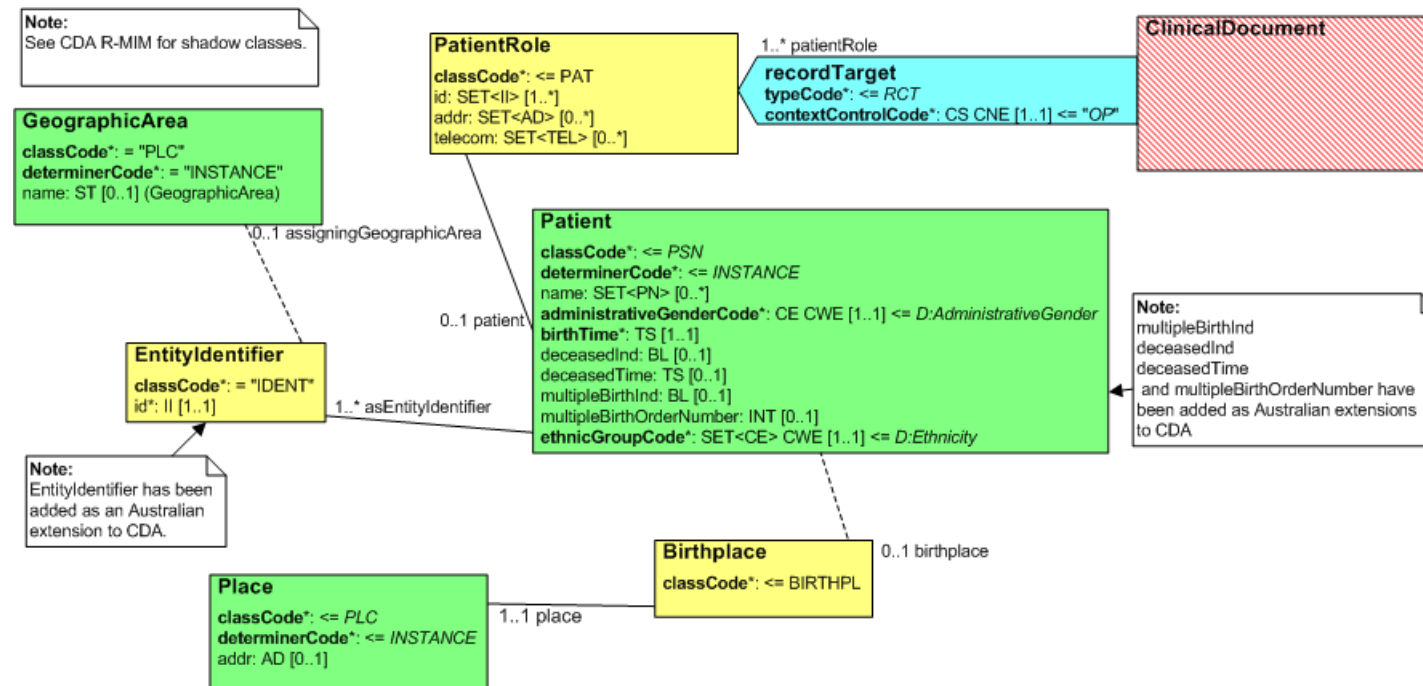 Note:
See CDA R-MIM for shadow classes.
PatientRole
classCode*: <= PAT
id: SET<II> [1..*]
addr: SET<AD> [0..*]
telecom: SET<TEL> [0..*]
1..* patientRole
recordTarget
typeCode*: <= RCT
contextControlCode*: CS CNE [1..1] <= "OP"
ClinicalDocument
GeographicArea
classCode*: = "PLC"
determinerCode*: = "INSTANCE"
name: ST [0..1] (GeographicArea)
0..1 assigningGeographicArea
Patient
classCode*: <= PSN
determinerCode*: <= INSTANCE
name: SET<PN> [0..*]
administrativeGenderCode*: CE CWE [1..1] <= D:AdministrativeGender
birthTime*: TS [1..1]
deceasedInd: BL [0..1]
deceasedTime: TS [0..1]
multipleBirthInd: BL [0..1]
multipleBirthOrderNumber: INT [0..1]
ethnicGroupCode*: SET<CE> CWE [1..1] <= D:Ethnicity
0..1 patient
Note:
multipleBirthInd
deceasedInd
deceasedTime
and multipleBirthOrderNumber have
been added as Australian extensions
to CDA
EntityIdentifier
classCode*: = "IDENT"
id*: II [1..1]
1..* asEntityIdentifier
Note:
EntityIdentifier has been
added as an Australian
extension to CDA.
Birthplace
classCode*: <= BIRTHPL
0..1 birthplace
Place
classCode*: <= PLC
determinerCode*: <= INSTANCE
addr: AD [0..1]
1..1 place